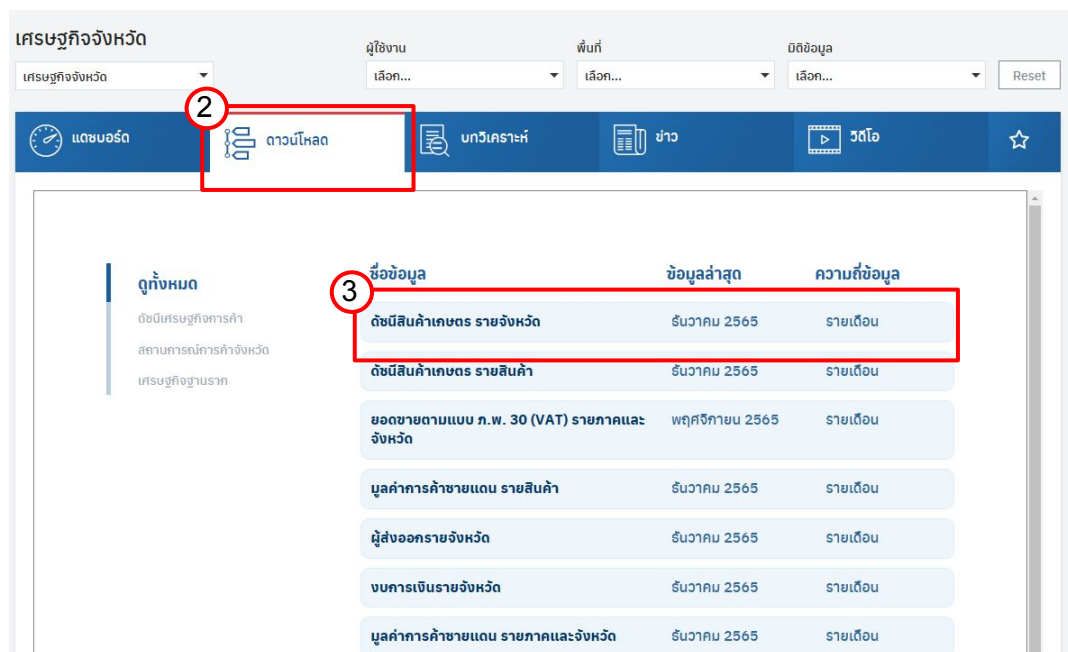 เศรษฐกิจจังหวัด
ผู้ใช้งาน พื้นที่ มิติข้อมูล
เศรษฐกิจจังหวัด เลือก... เลือก... เลือก... Reset
2
แดชบอร์ด ดาวน์โหลด บทวิเคราะห์ ข่าว วิดีโอ
ชื่อข้อมูล ข้อมูลล่าสุด ความถี่ข้อมูล
ดูทั้งหมด
3
ดัชนีเศรษฐกิจการค้า
สถานการณ์การค้าจังหวัด
เศรษฐกิจฐานราก
ดัชนีสินค้าเกษตร รายจังหวัด ธันวาคม 2565 รายเดือน
ดัชนีสินค้าเกษตร รายสินค้า ธันวาคม 2565 รายเดือน
ยอดขายตามแบบ ภ.พ. 30 (VAT) รายภาคและ พฤศจิกายน 2565 รายเดือน
จังหวัด
มูลค่าการค้าชายแดน รายสินค้า ธันวาคม 2565 รายเดือน
ผู้ส่งออกรายจังหวัด ธันวาคม 2565 รายเดือน
งบการเงินรายจังหวัด ธันวาคม 2565 รายเดือน
มูลค่าการค้าชายแดน รายภาคและจังหวัด ธันวาคม 2565 รายเดือน